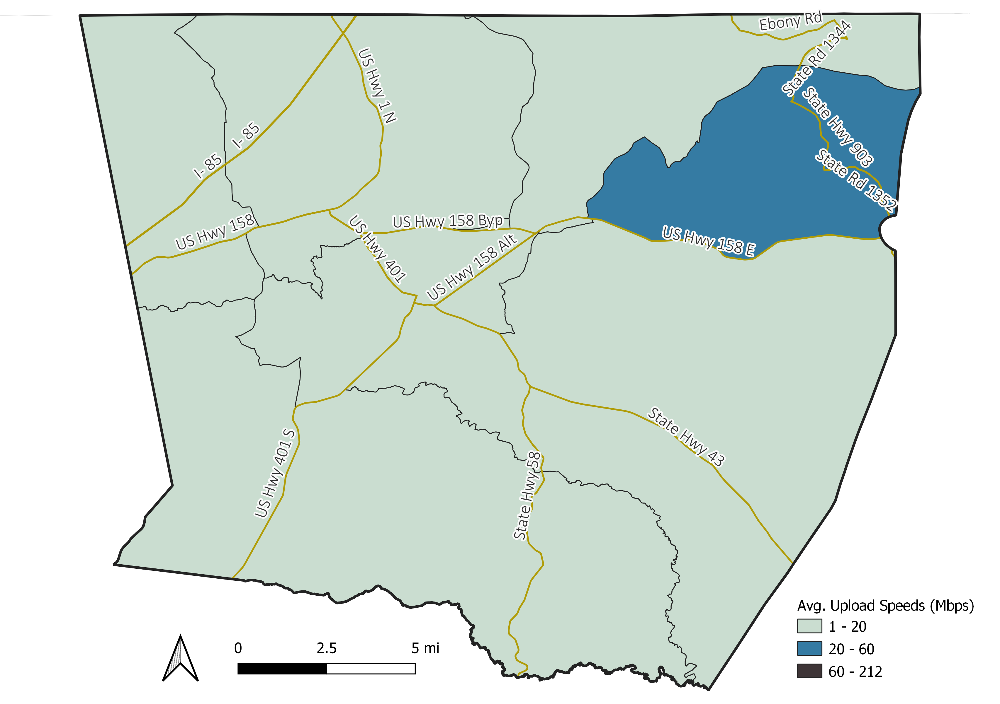 Ebony Rd
State Rd 1344
US Hwy 1 N
State Hwy 903
I- 85
I- 85
State Rd 1352
US Hwy 158
US Hwy 158 Byp
US Hwy 401
US Hwy 158 E
US Hwy 158 Alt
State Hwy 43
US Hwy 401 S
State Hwy 58
Avg. Upload Speeds (Mbps)
1 - 20
20 - 60
60 - 212
0 2.5 5 mi